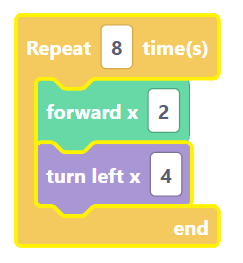 Repeat 8 time(s)
forward x 2
turn left x 4
end